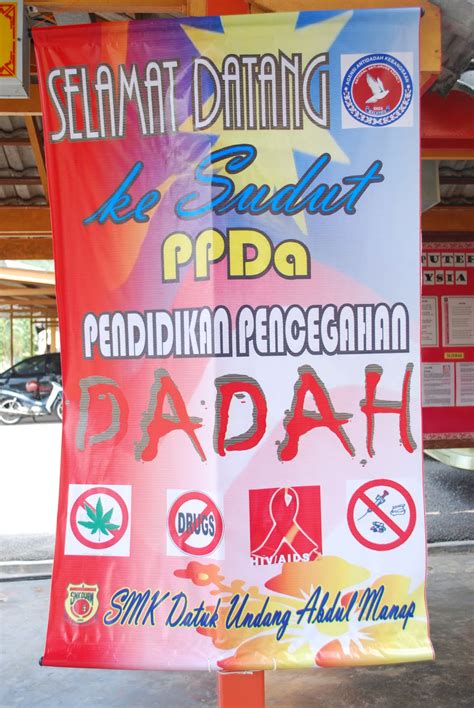 SELAMAT DATANG
ke Sudut
PPDa
PENDIDIKAN PENCEGAHAN
DADAH
DRUGS
HIV/AIDS
SMK Datuk Undang Abdul Manap